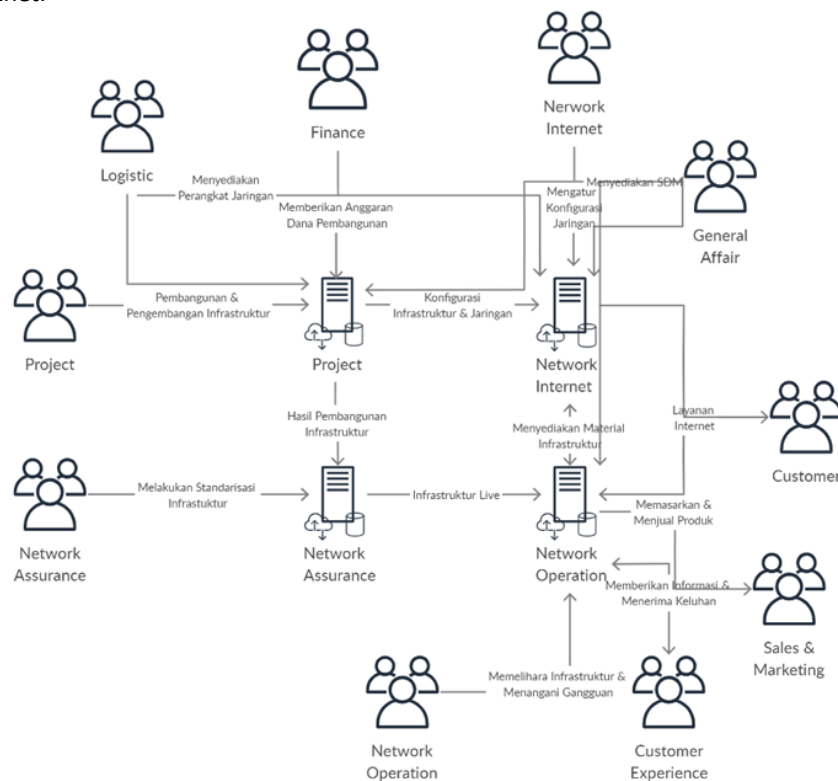 Finance
Nerwork
Internet
Logistic
Menyediakan
Perangkat Jaringan
Memberikan Anggaran
Dana Pembangunan
Mengatur
Konfigurasi
Jaringan
Menyediakan SDM
General
Affair
Project
Pembangunan &
Pengembangan Infrastruktur
Project
Konfigurasi
Infrastruktur & Jaringan
Network
Internet
Hasil Pembangunan
Infrastruktur
Menyediakan Material
Infrastruktur
Layanan
Internet
Customer
Network
Assurance
Melakukan Standarisasi
Infrastuktur
Network
Assurance
Infrastruktur Live
Network
Operation
Memasarkan &
Menjual Produk
Memberikan Informasi &
Menerima Keluhan
Sales &
Marketing
Network
Operation
Memelihara Infrastruktur &
Menangani Gangguan
Customer
Experience